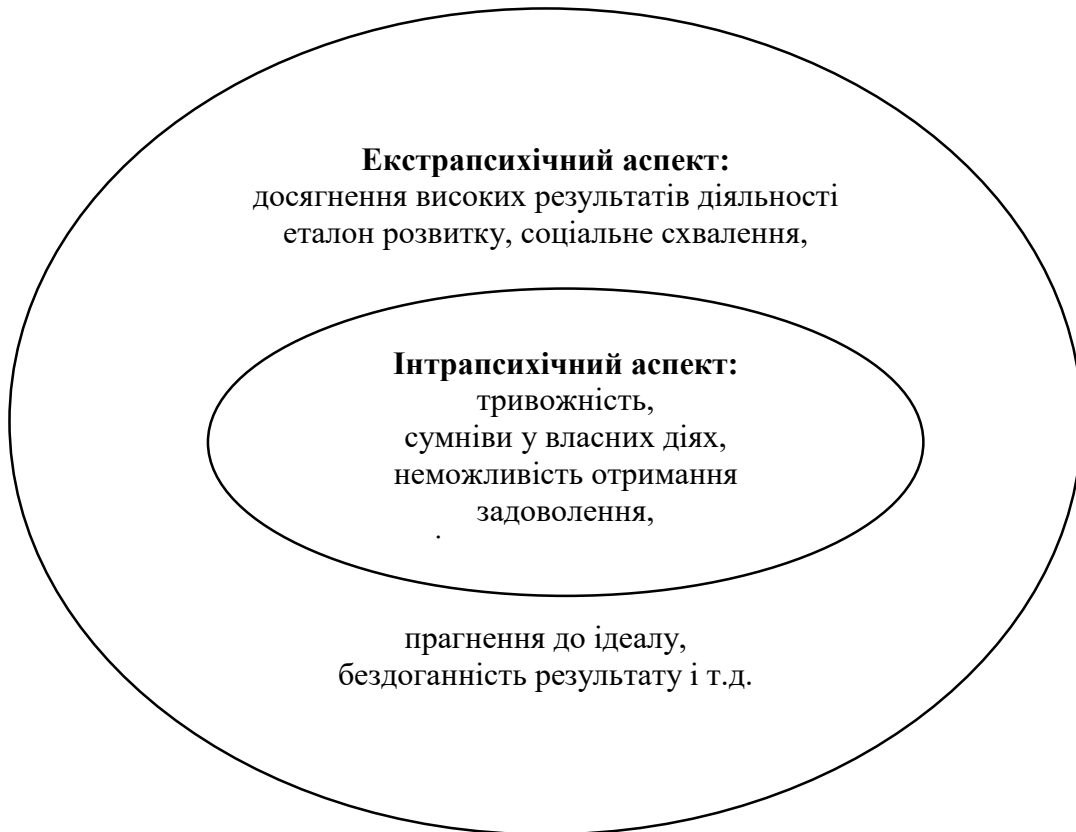 Екстрапсихічний аспект:
досягнення високих результатів діяльності
еталон розвитку, соціальне схвалення,
Інтрапсихічний аспект:
тривожність,
сумніви у власних діях,
неможливість отримання
задоволення,
.
прагнення до ідеалу,
бездоганність результату і т.д.